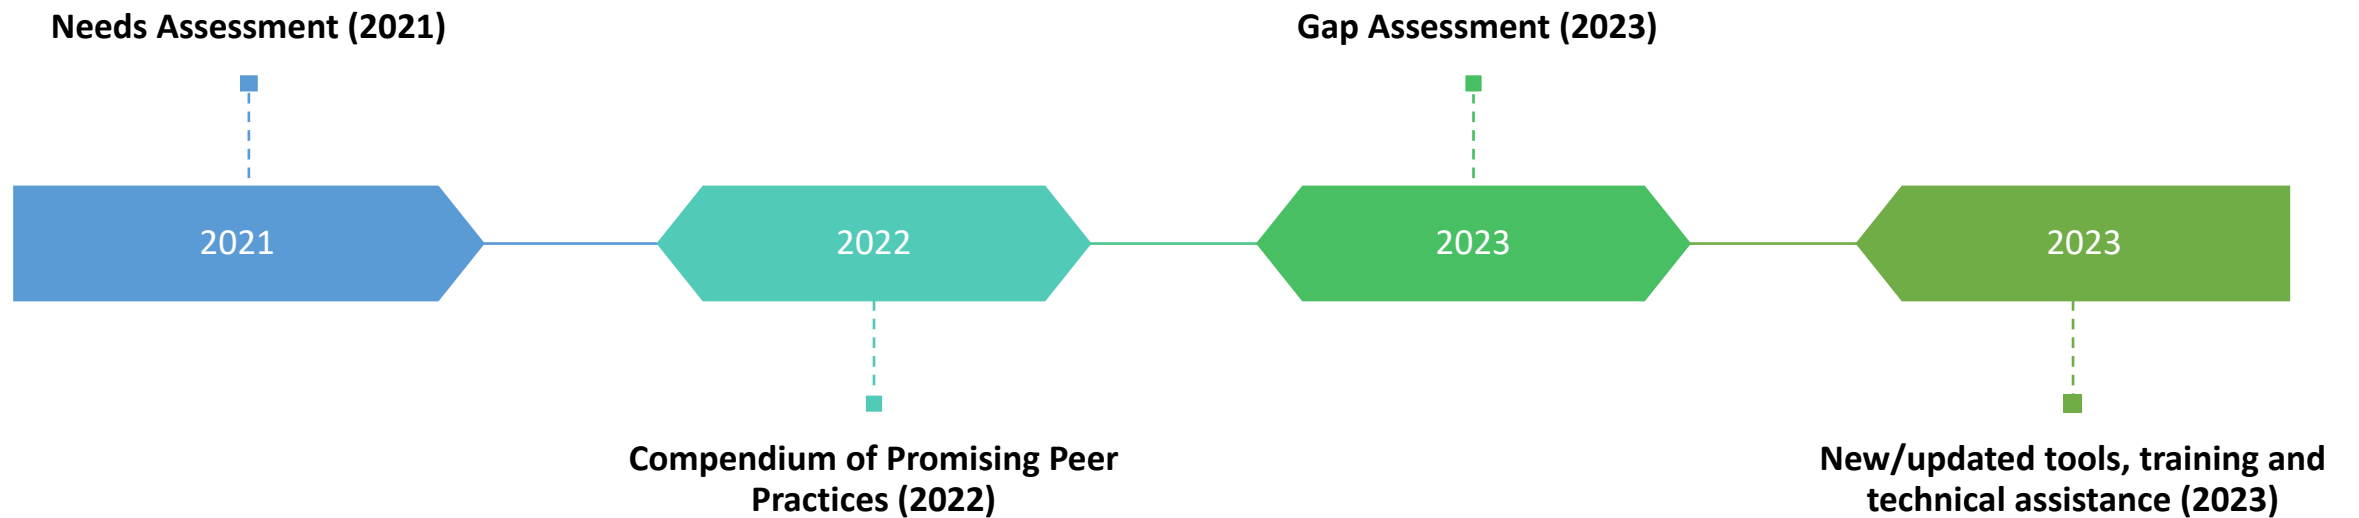 Needs Assessment (2021)
Gap Assessment (2023)
2021
2022
2023
2023
Compendium of Promising Peer
Practices (2022)
New/updated tools, training and
technical assistance (2023)